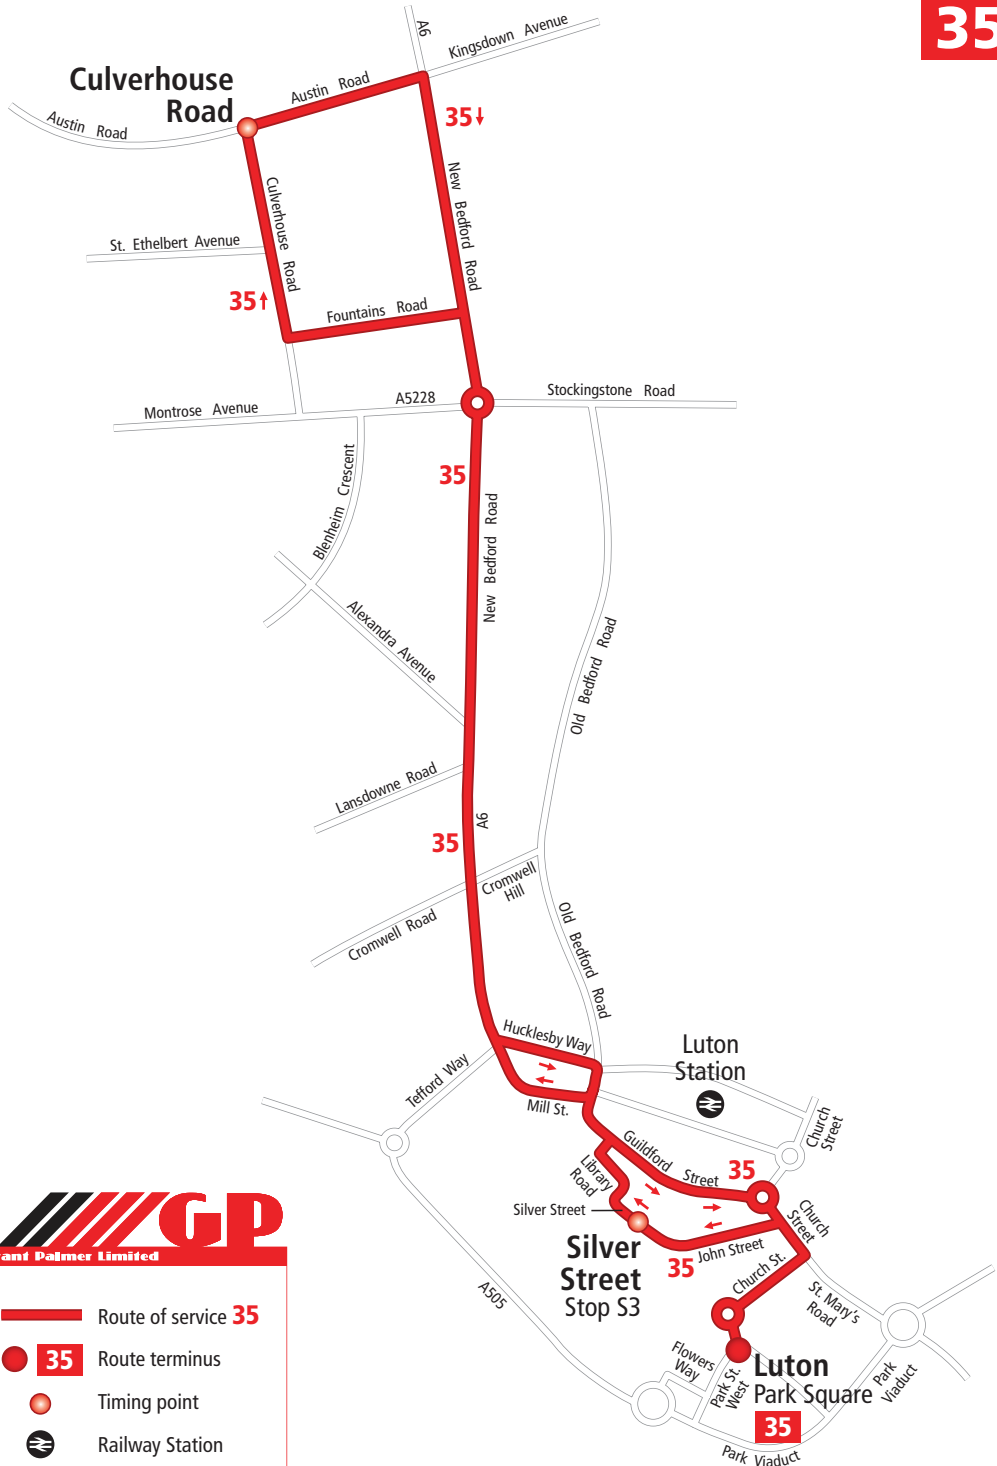 35
A6
Kingsdown Avenue
Culverhouse
Road
Austin Road
Austin Road
35
New Bedford Road
Culverhouse Road
St. Ethelbert Avenue
35
Fountains Road
Stockingstone Road
A5228
Montrose Avenue
35
Blenheim Crescent
New Bedford Road
Alexandra Avenue
Old Bedford Road
Lansdowne Road
A6
35
Cromwell
Hill
Cromwell Road
Old Bedford Road
Hucklesby Way
Luton
Station
Tefford Way
Mill St.
Church
Street
Guildford Street
Library
Road
35
Silver Street
Church
Street
Silver
Street
Stop S3
John Street
35
Church St.
St. Mary's
Road
A505
GP
ant Palmer Limited
Route of service 35
35 Route terminus
Timing point
Railway Station
Flowers
Way
Park St.
West
Luton
Park Square
35
Park
Viaduct
Park Viaduct